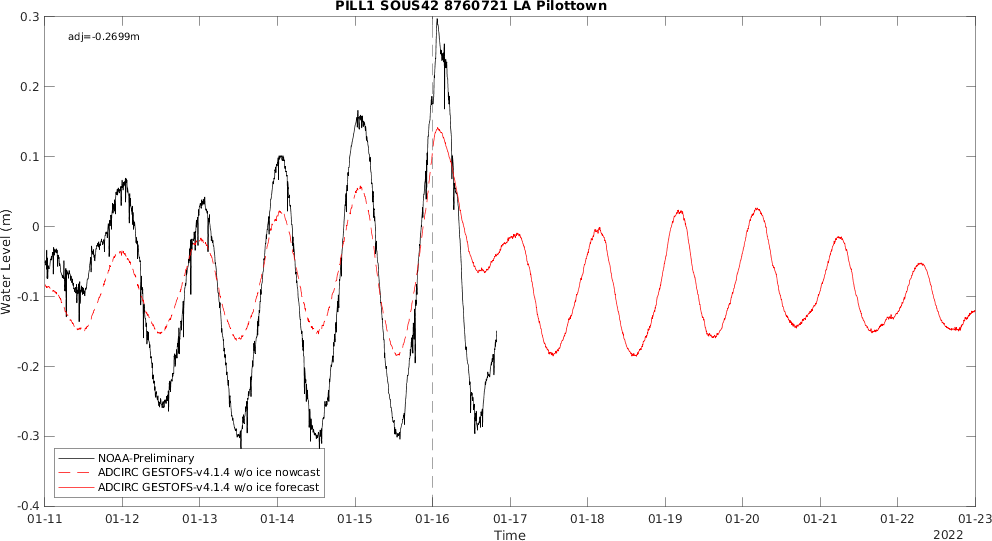 PILL1 SOUS42 8760721 LA Pilottown
adj=-0.2699m
0.3
0.2
0.1
0
-0.1
-0.2
-0.3
-0.4
Water Level (m)
NOAA-Preliminary
ADCIRC GESTOFS-v4.1.4 w/o ice nowcast
ADCIRC GESTOFS-v4.1.4 w/o ice forecast
01-11 01-12 01-13 01-14 01-15 01-16 01-17 01-18 01-19 01-20 01-21 01-22 01-23
Time
2022